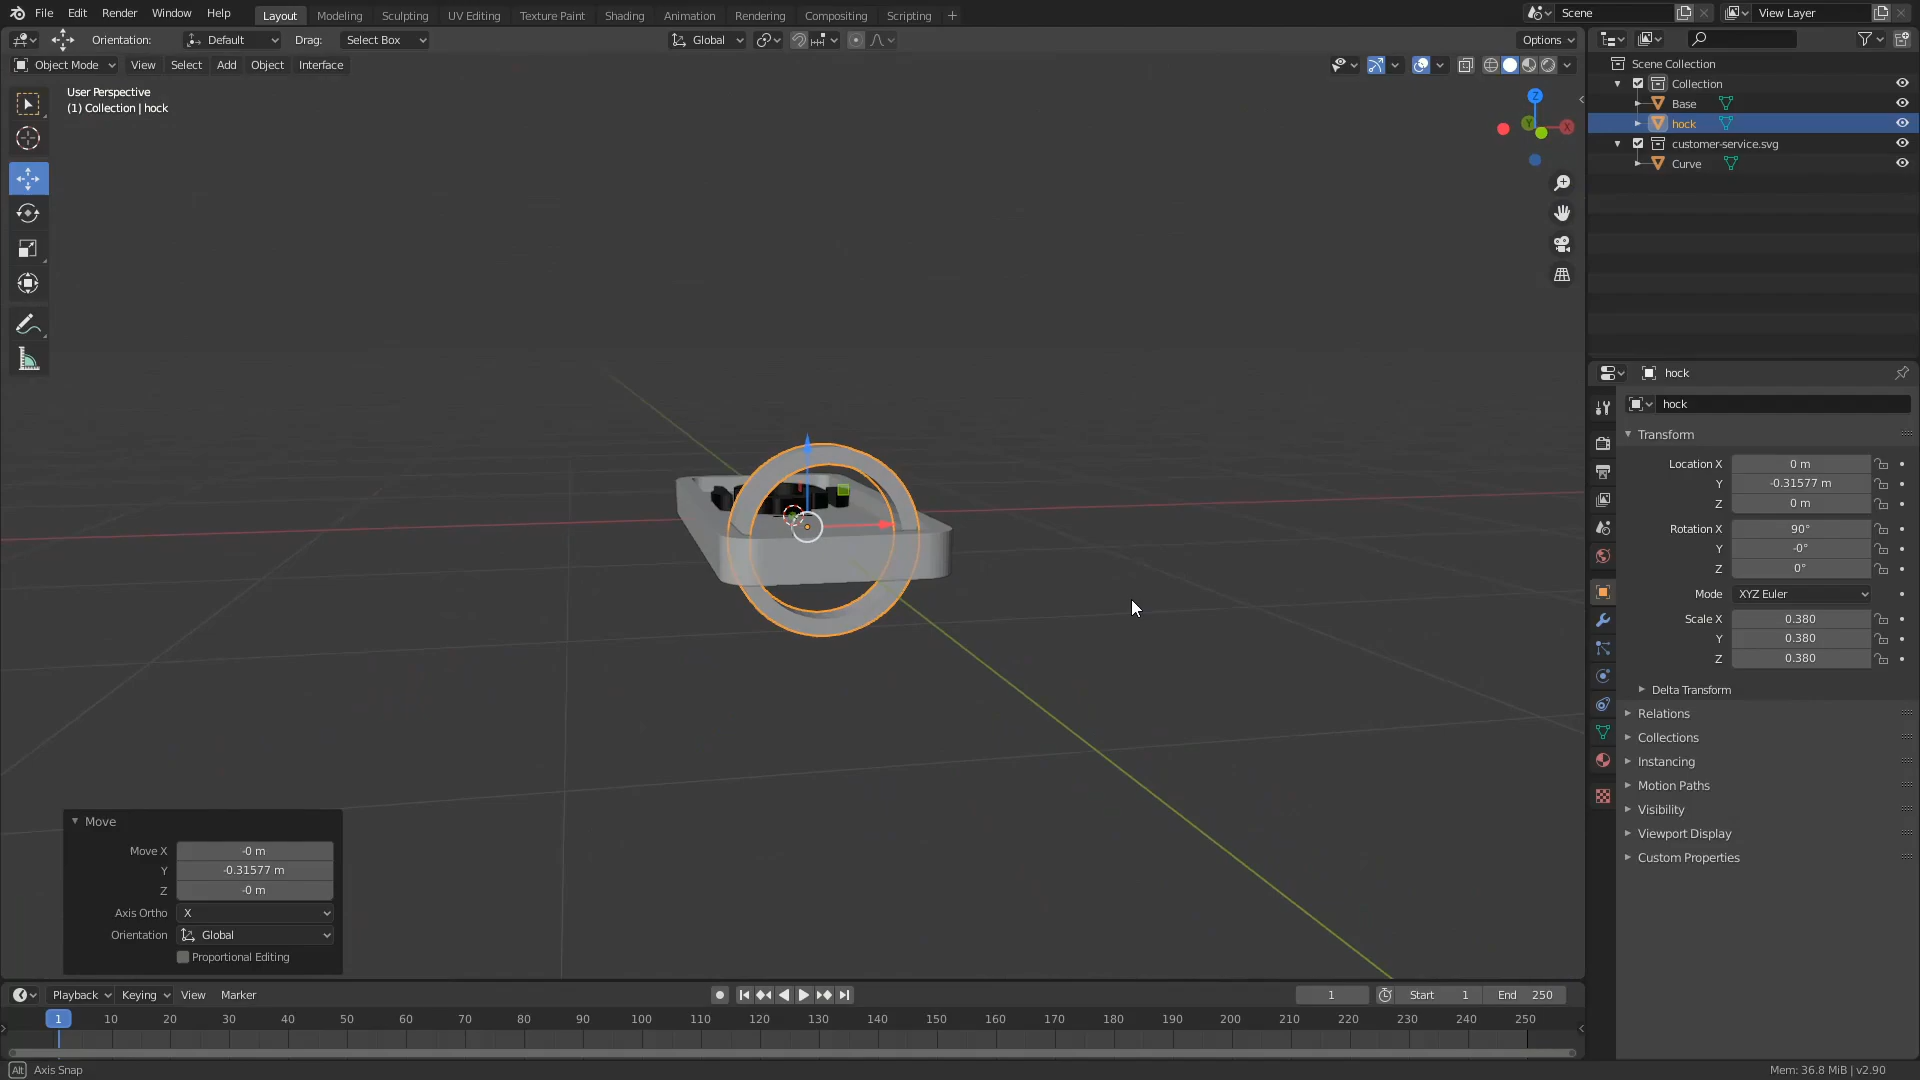 File Edit Render Window Help Layout Modeling Sculpting UV Editing Texture Paint Shading Animation Rendering Compositing Scripting Scene View Layer
Orientation: Default Drag: Select Box Global Options
Object Mode View Select Add Object Interface
User Perspective
(1) Collection | hock
Z
Y
X
Scene Collection
Collection
Base
hock
customer-service.svg
Curve
hock
hock
Transform
Location X 0 m
Y -0.31577 m
Z 0 m
Rotation X 90°
Y -0°
Z 0°
Mode XYZ Euler
Scale X 0.380
Y 0.380
Z 0.380
Delta Transform
Relations
Collections
Instancing
Motion Paths
Visibility
Viewport Display
Custom Properties
Move
Move X -0 m
Y -0.31577 m
Z -0 m
Axis Ortho X
Orientation Global
Proportional Editing
Playback Keying View Marker 1 Start 1 End 250
1 10 20 30 40 50 60 70 80 90 100 110 120 130 140 150 160 170 180 190 200 210 220 230 240 250
Alt Axis Snap Mem: 36.8 MiB | v2.90